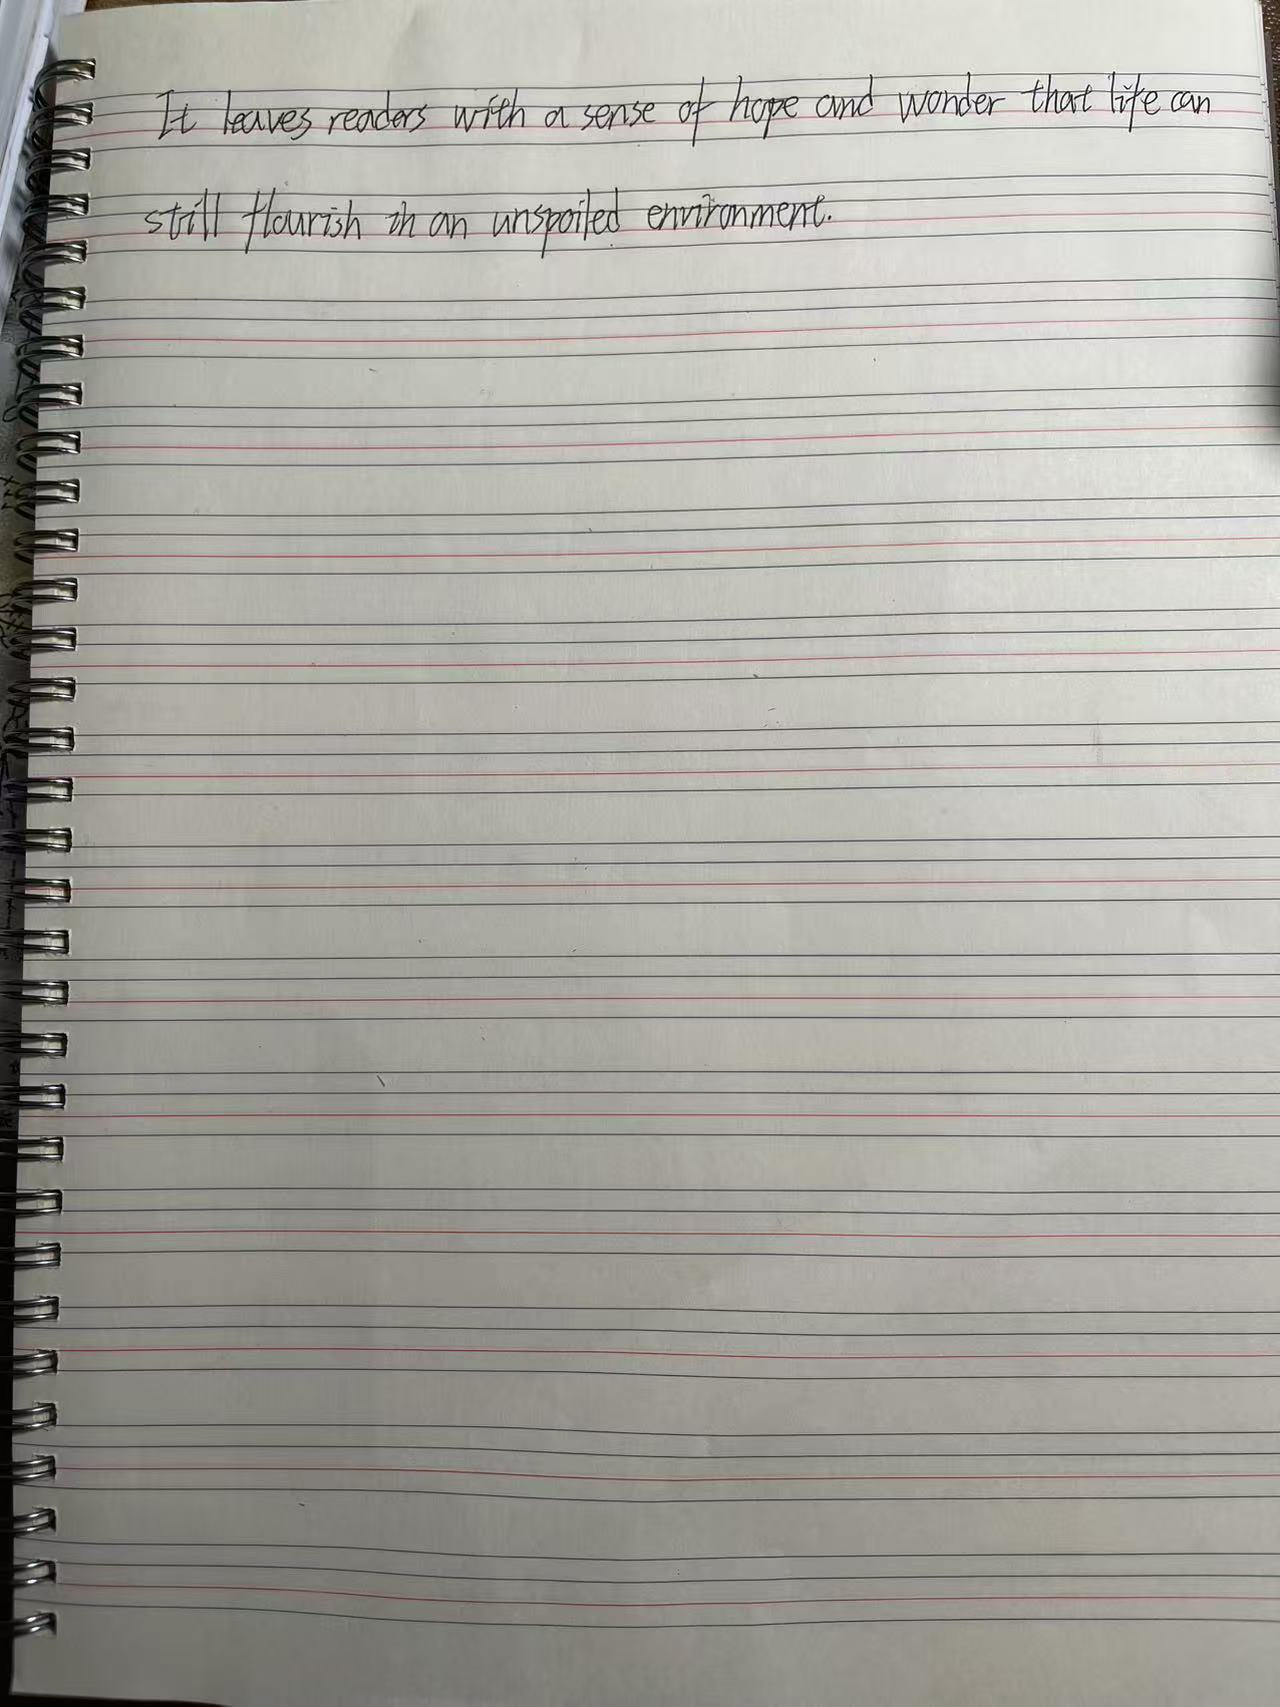 It leaves readers with a sense of hope and wonder that life can
still flourish in an unspoiled environment.